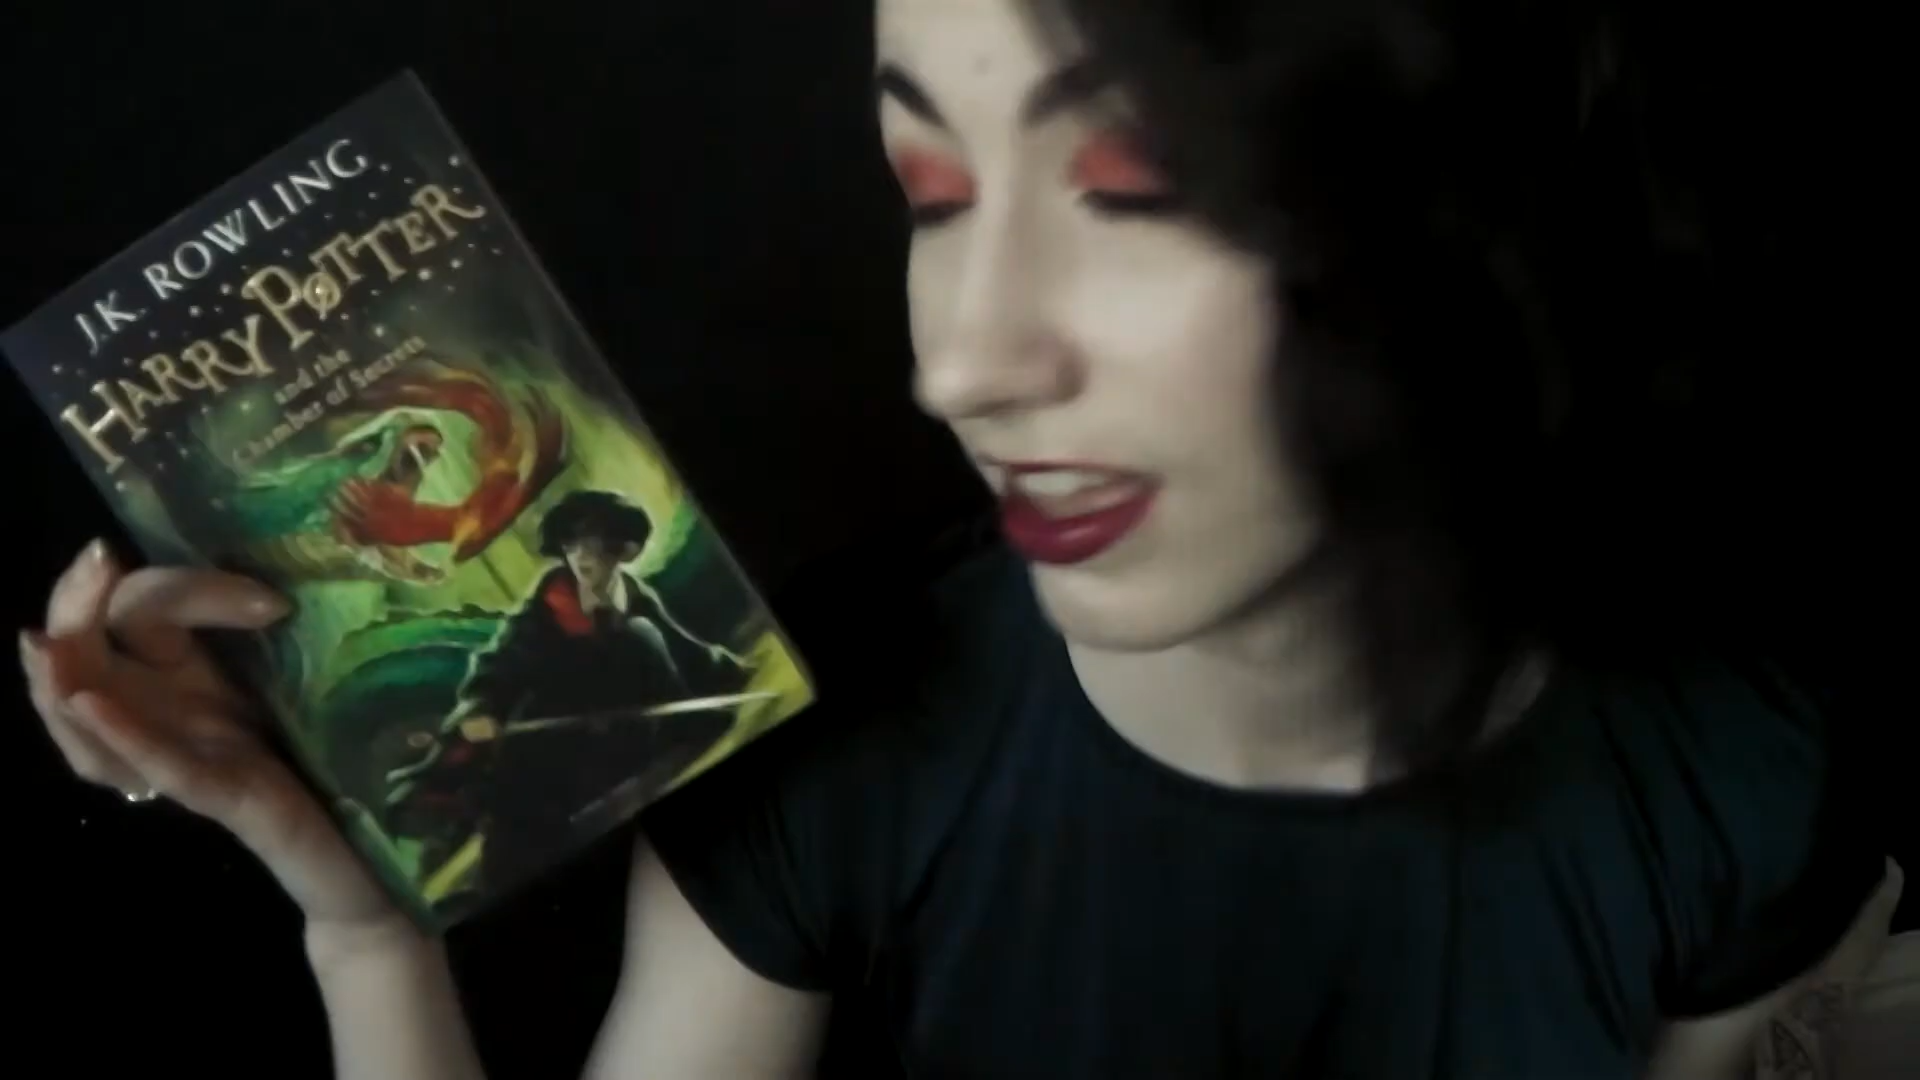 J.K. ROWLING
HARRY POTTER
and the
Chamber of Secrets